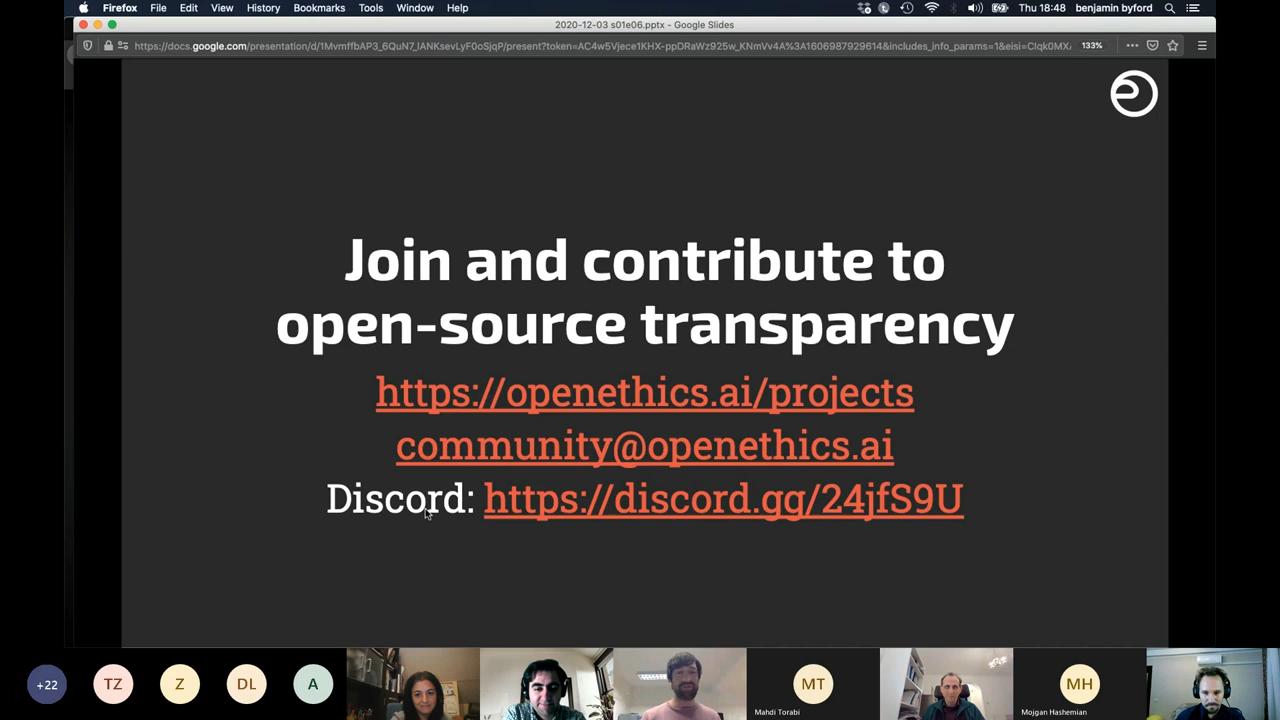 Firefox File Edit View History Bookmarks Tools Window Help Thu 18:48 benjamin byford
2020-12-03 s01e06.pptx - Google Slides
133%
Join and contribute to
open-source transparency
https://openethics.ai/projects
community@openethics.ai
Discord: https://discord.gg/24jfS9U
+22 TZ Z DL A MT MH
Mahdi Torabi Mojgan Hashemian